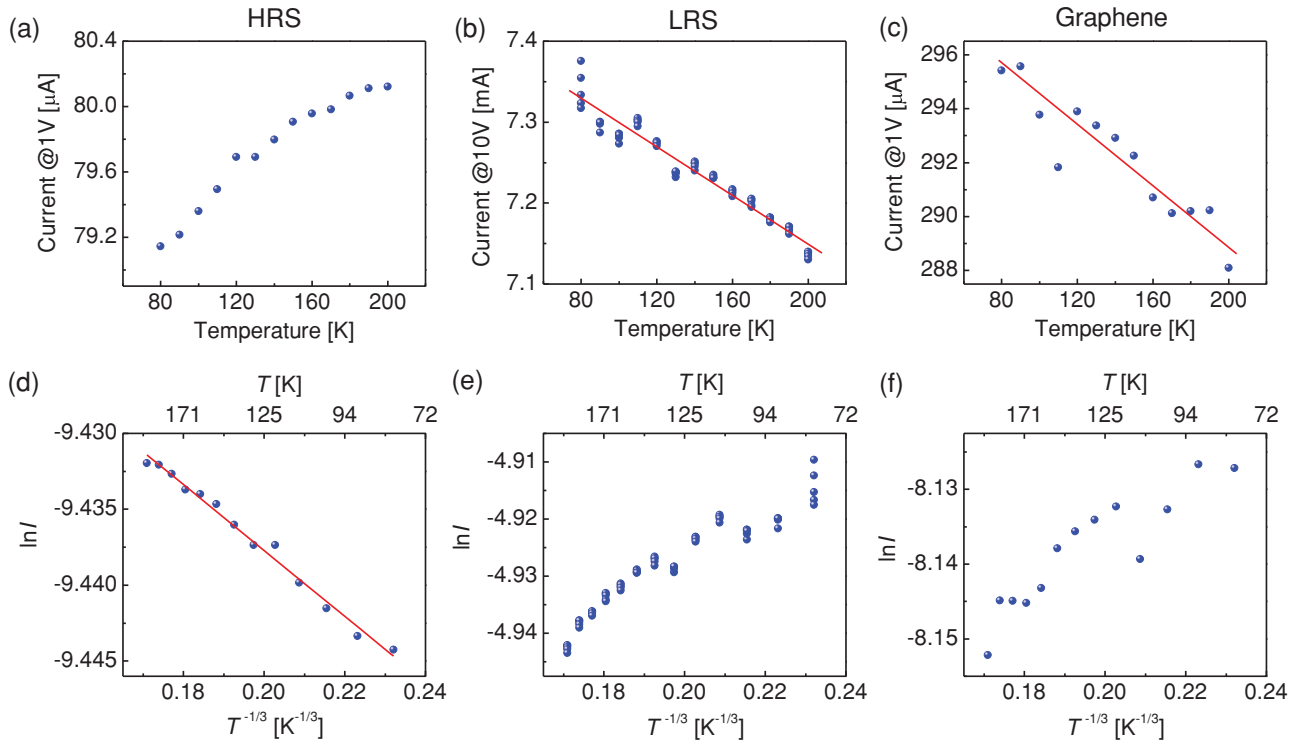 HRS
(a)
80.4
80.0
79.6
79.2
Current @1V [μA]
80 120 160 200
Temperature [K]
LRS
(b)
7.4
7.3
7.2
7.1
Current @10V [mA]
80 100 120 140 160 180 200
Temperature [K]
Graphene
(c)
296
294
292
290
288
Current @1V [μA]
80 120 160 200
Temperature [K]
(d)
T [K]
171 125 94 72
-9.430
-9.435
-9.440
-9.445
lnI
0.18 0.20 0.22 0.24
T -1/3 [K-1/3]
(e)
T [K]
171 125 94 72
-4.91
-4.92
-4.93
-4.94
lnI
0.18 0.20 0.22 0.24
T -1/3 [K-1/3]
(f)
T [K]
171 125 94 72
-8.13
-8.14
-8.15
lnI
0.18 0.20 0.22 0.24
T -1/3 [K-1/3]